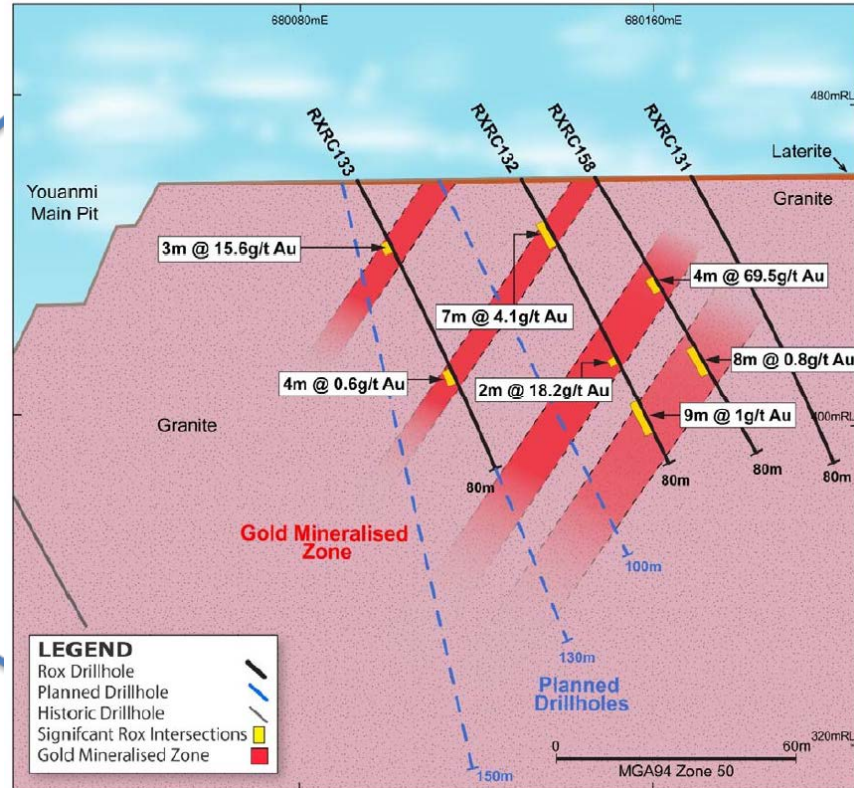 680080mE
680160mE
480mRL
RXRC133
RXRC132
RXRC158
RXRC131
Laterite
Youanmi
Main Pit
Granite
3m @ 15.6g/t Au
4m @ 69.5g/t Au
7m @ 4.1g/t Au
8m @ 0.8g/t Au
4m @ 0.6g/t Au
2m @ 18.2g/t Au
9m @ 1g/t Au
400mRL
Granite
80m
80m
80m
80m
Gold Mineralised
Zone
100m
130m
Planned
Drillholes
LEGEND
Rox Drillhole
Planned Drillhole
Historic Drillhole
Signifcant Rox Intersections
Gold Mineralised Zone
150m
320mRL
0
60m
MGA94 Zone 50